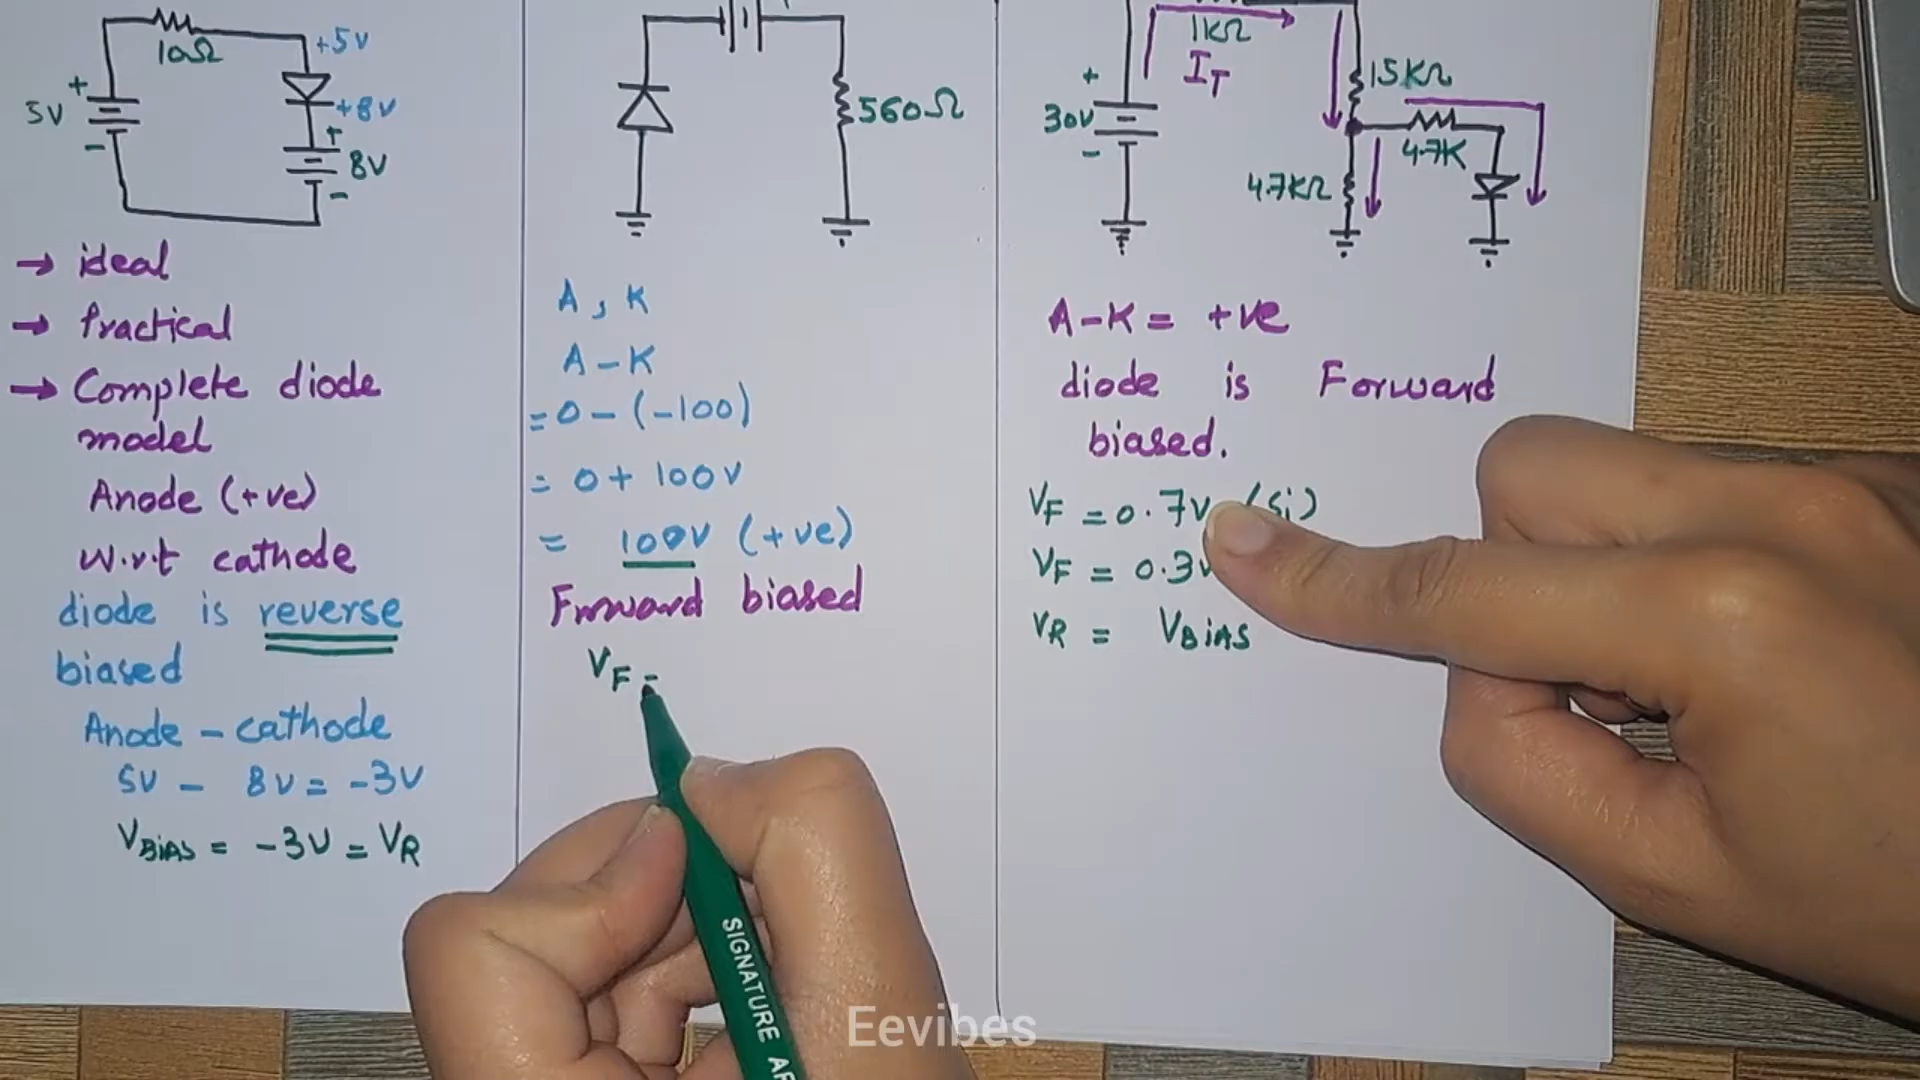 10Ω
+5v
5v
+
-
+8v
+
8v
-
→ ideal
→ Practical
→ Complete diode
model
Anode (+ve)
w.r.t cathode
diode is reverse
biased
Anode - cathode
5v - 8v = -3v
VBIAS = -3v = VR
560Ω
A, K
A - K
= 0 - (-100)
= 0 + 100v
= 100v (+ve)
Forward biased
VF =
1kΩ
IT
+
30v
-
1.5KΩ
4.7K
4.7kΩ
A-K = +ve
diode is Forward
biased.
VF = 0.7v (Si)
VF = 0.3v
VR = VBIAS
SIGNATURE
Eevibes